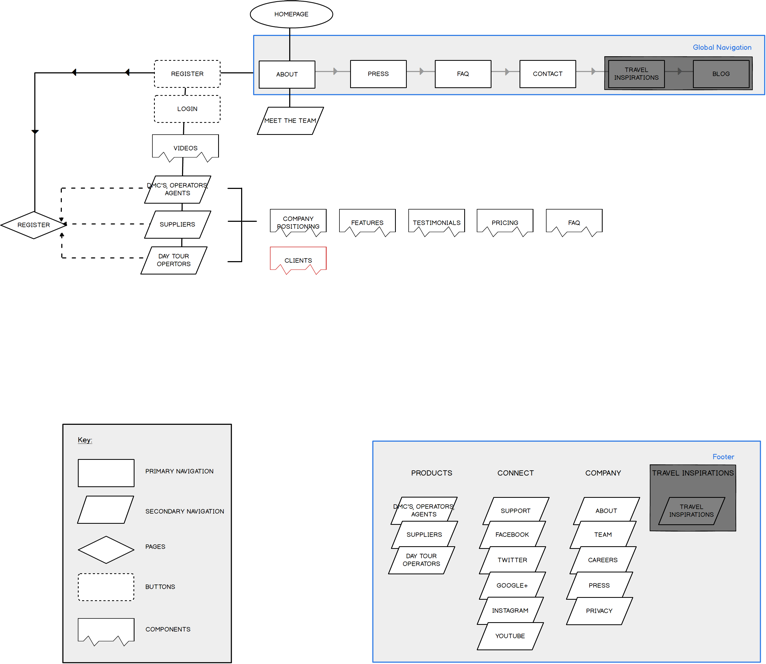 HOMEPAGE
Global Navigation
REGISTER
ABOUT
PRESS
FAQ
CONTACT
TRAVEL
INSPIRATIONS
BLOG
LOGIN
MEET THE TEAM
VIDEOS
DMC'S, OPERATORS,
AGENTS
REGISTER
SUPPLIERS
DAY TOUR
OPERTORS
COMPANY
POSITIONING
FEATURES
TESTIMONIALS
PRICING
FAQ
CLIENTS
Key:
PRIMARY NAVIGATION
SECONDARY NAVIGATION
PAGES
BUTTONS
COMPONENTS
Footer
PRODUCTS
DMC'S, OPERATORS,
AGENTS
SUPPLIERS
DAY TOUR
OPERATORS
CONNECT
SUPPORT
FACEBOOK
TWITTER
GOOGLE+
INSTAGRAM
YOUTUBE
COMPANY
ABOUT
TEAM
CAREERS
PRESS
PRIVACY
TRAVEL INSPIRATIONS
TRAVEL
INSPIRATIONS